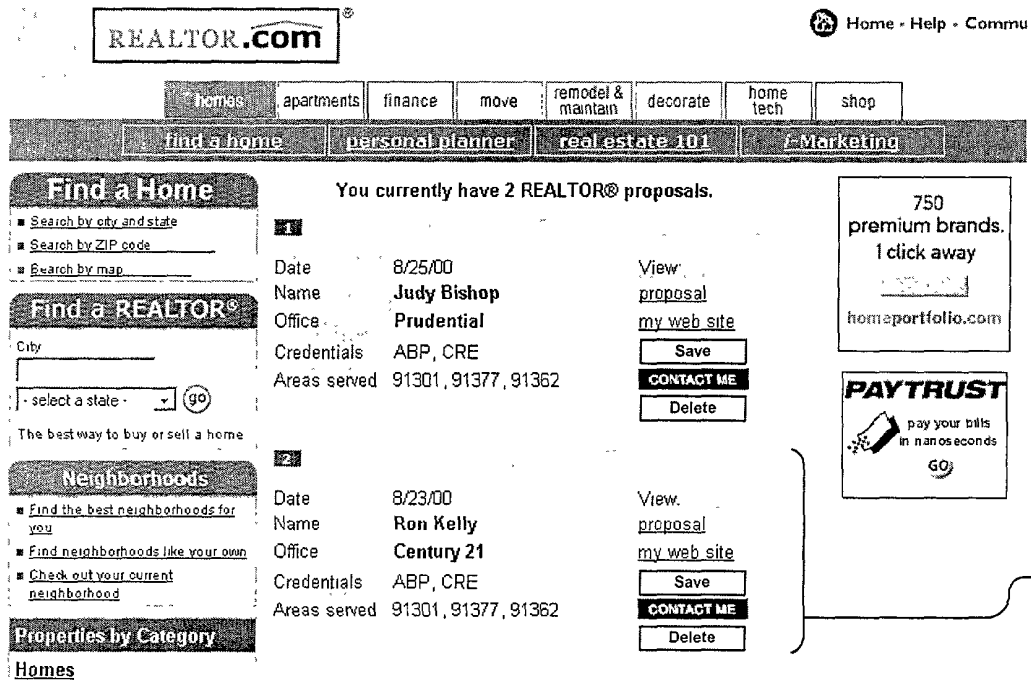 REALTOR.com®
Home - Help - Commu
homes apartments finance move remodel & maintain decorate home tech shop
find a home personal planner real estate 101 Marketing
Find a Home
Search by city and state
Search by ZIP code
Search by map
Find a REALTOR®
City
- select a state - go
The best way to buy or sell a home
Neighborhoods
Find the best neighborhoods for
you
Find neighborhoods like your own
Check out your current
neighborhood
Properties by Category
Homes
You currently have 2 REALTOR® proposals.
1
Date 8/25/00 View:
Name Judy Bishop proposal
Office Prudential my web site
Credentials ABP, CRE Save
Areas served 91301, 91377, 91362 CONTACT ME
Delete
2
Date 8/23/00 View.
Name Ron Kelly proposal
Office Century 21 my web site
Credentials ABP, CRE Save
Areas served 91301, 91377, 91362 CONTACT ME
Delete
750
premium brands.
1 click away
homeportfolio.com
PAYTRUST
pay your bills
in nanoseconds
GO